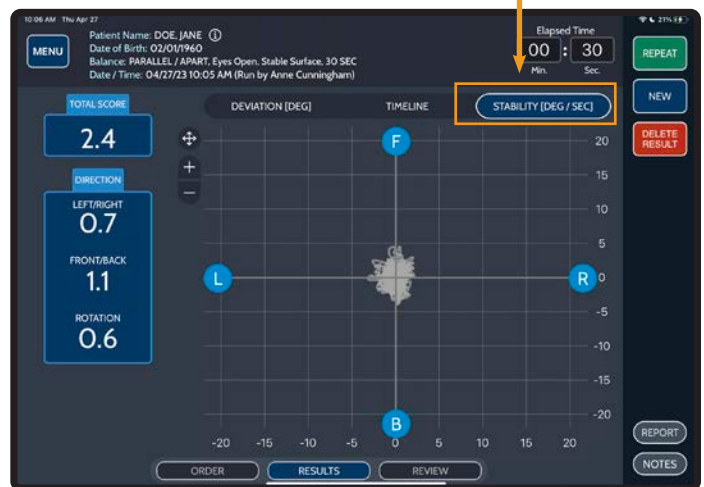 10:06 AM Thu Apr 27
21%
MENU
Patient Name: DOE, JANE
Date of Birth: 02/01/1960
Balance: PARALLEL / APART, Eyes Open, Stable Surface, 30 SEC
Date / Time: 04/27/23 10:05 AM (Run by Anne Cunningham)
Elapsed Time
00 : 30
Min. Sec.
REPEAT
NEW
DELETE
RESULT
TOTAL SCORE
2.4
DIRECTION
LEFT/RIGHT
0.7
FRONT/BACK
1.1
ROTATION
0.6
DEVIATION [DEG] TIMELINE STABILITY [DEG / SEC]
F
L
R
B
20
15
10
5
0
-5
-10
-15
-20
-20 -15 -10 -5 0 5 10 15 20
ORDER RESULTS REVIEW
REPORT
NOTES